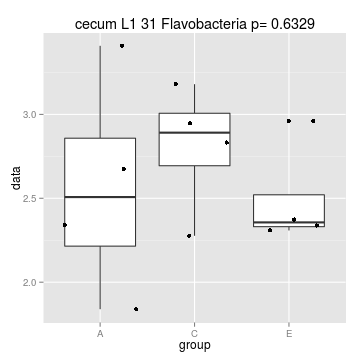 cecum L1 31 Flavobacteria p= 0.6329
data
3.0
2.5
2.0
A
C
E
group